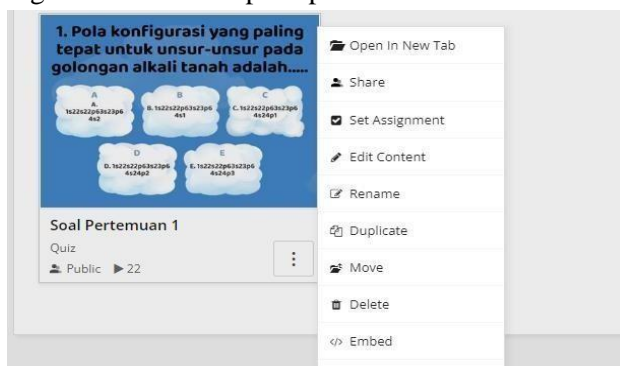 1. Pola konfigurasi yang paling
tepat untuk unsur-unsur pada
golongan alkali tanah adalah.....
A
A.
1s22s22p63s23p6
4s2
B
B. 1s22s22p63s23p6
4s1
C
C. 1s22s22p63s23p6
4s24p1
D
D. 1s22s22p63s23p6
4s24p2
E
E. 1s22s22p63s23p6
4s24p3
Soal Pertemuan 1
Quiz
Public 22
Open In New Tab
Share
Set Assignment
Edit Content
Rename
Duplicate
Move
Delete
</> Embed